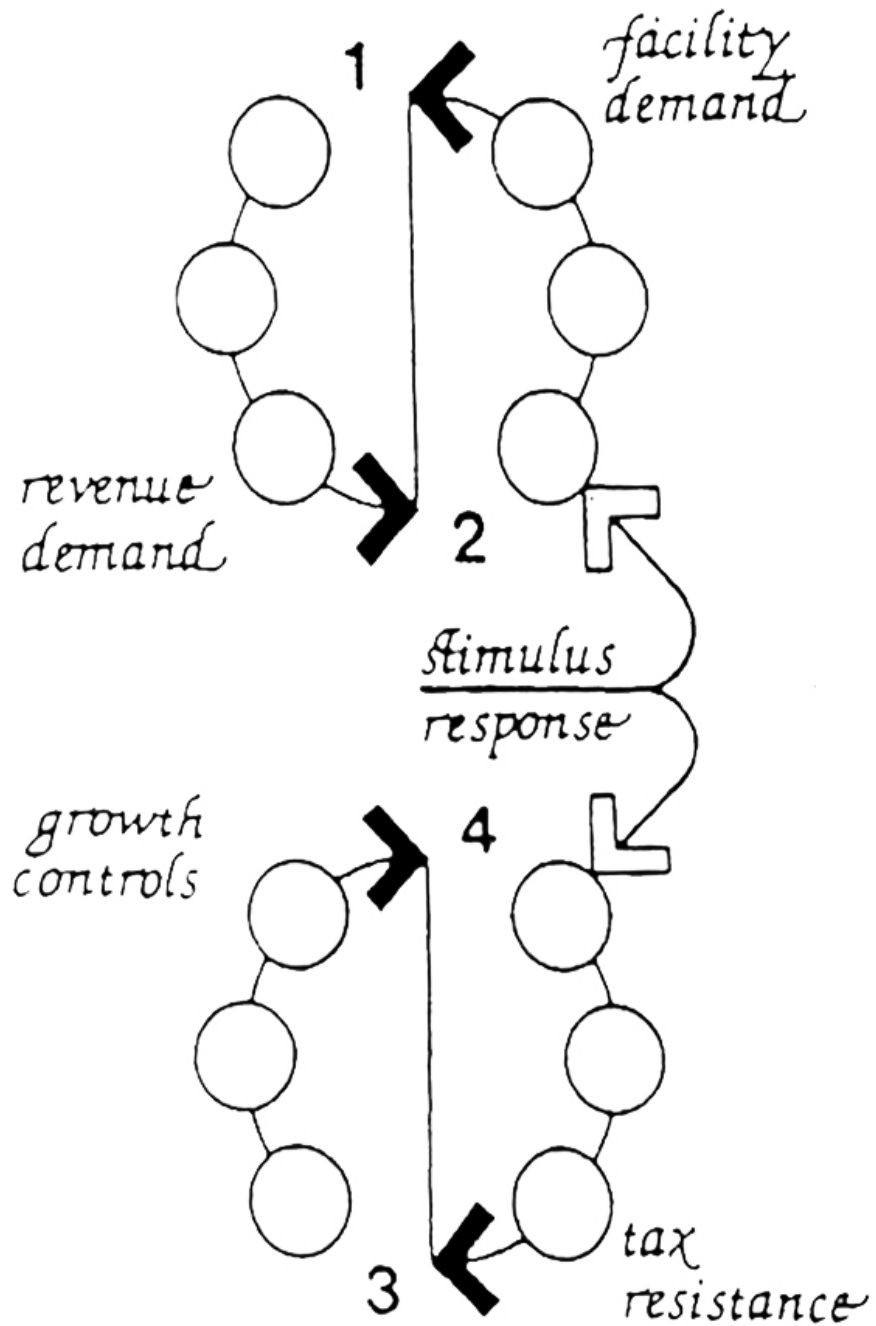 1
facility
demand
revenue
demand
2
stimulus
response
growth
controls
4
3
tax
resistance